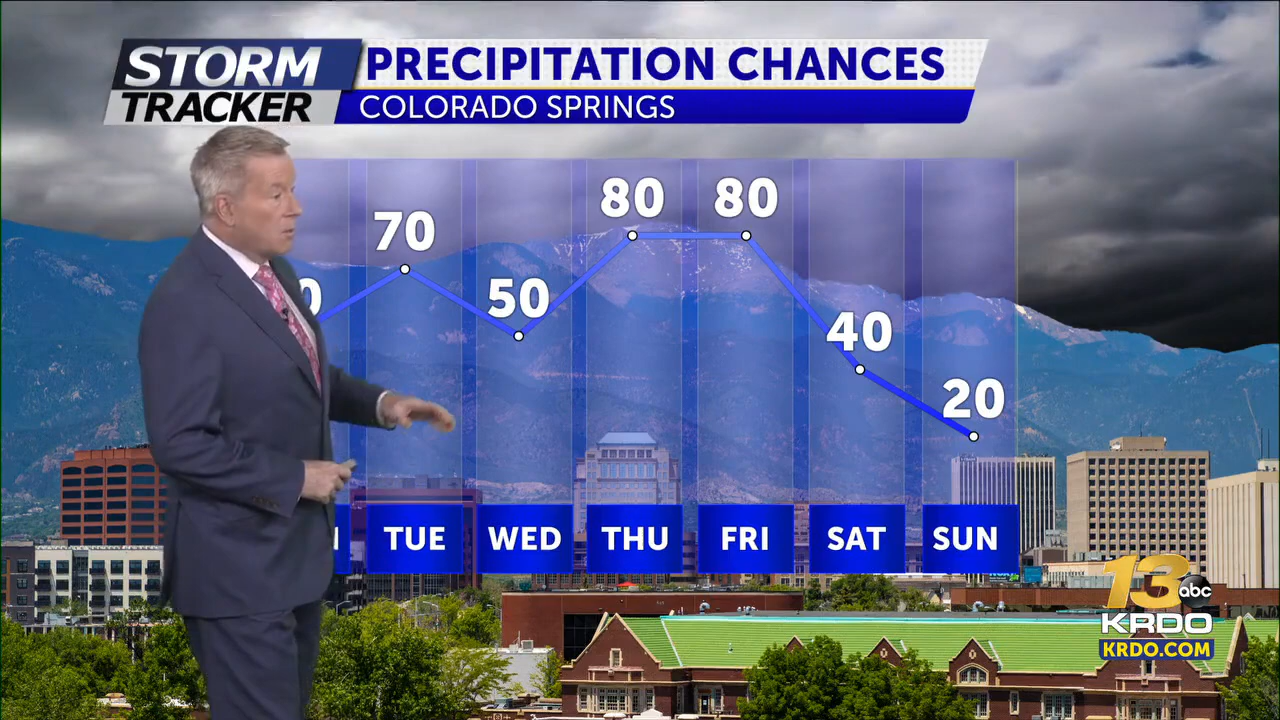 STORM
TRACKER
PRECIPITATION CHANCES
COLORADO SPRINGS
70
50
80
80
40
20
TUE
WED
THU
FRI
SAT
SUN
13
abc
KRDO
KRDO.COM